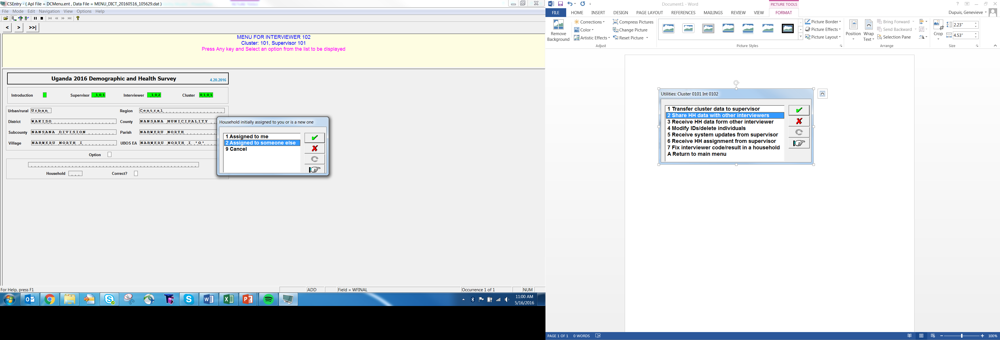 CSEntry - ( Apl File = DCMenu.ent , Data File = MENU_DICT_20160516_105629.dat )
File Mode Edit Navigation View Options Help
< > >>|
MENU FOR INTERVIEWER 102
Cluster: 101, Supervisor 101
Press Any key and Select an option from the list to be displayed
Uganda 2016 Demographic and Health Survey 4.20.2016
Introduction Supervisor 101 Interviewer 102 Cluster 0101
Urban/rural Urban Region Central
District WAKISO County NANSANA MUNICIPALITY
Subcounty NANSANA DIVISION Parish NABWERU NORTH
Village NABWERU NORTH I UBOS EA NABWERU NORTH I 'O'
Option
Household Correct?
Household initially assigned to you or is a new one
1 Assigned to me
2 Assigned to someone else
9 Cancel
For Help, press F1 ADD Field = WFINAL Occurrence 1 of 1 NUM
11:00 AM
5/16/2016
Document1 - Word PICTURE TOOLS
FILE HOME INSERT DESIGN PAGE LAYOUT REFERENCES MAILINGS REVIEW VIEW FORMAT Dupuis, Genevieve
Remove Background
Corrections
Color
Artistic Effects
Compress Pictures
Change Picture
Reset Picture
Adjust
Picture Styles
Picture Border
Picture Effects
Picture Layout
Position
Wrap Text
Bring Forward
Send Backward
Selection Pane
Arrange
Crop
2.23"
4.53"
Size
Utilities: Cluster 0101 Int 0102
1 Transfer cluster data to supervisor
2 Share HH data with other interviewers
3 Receive HH data form other interviewer
4 Modify IDs/delete individuals
5 Receive system updates from supervisor
6 Receive HH assignment from supervisor
7 Fix interviewer code/result in a household
A Return to main menu
PAGE 1 OF 1 0 WORDS 100%